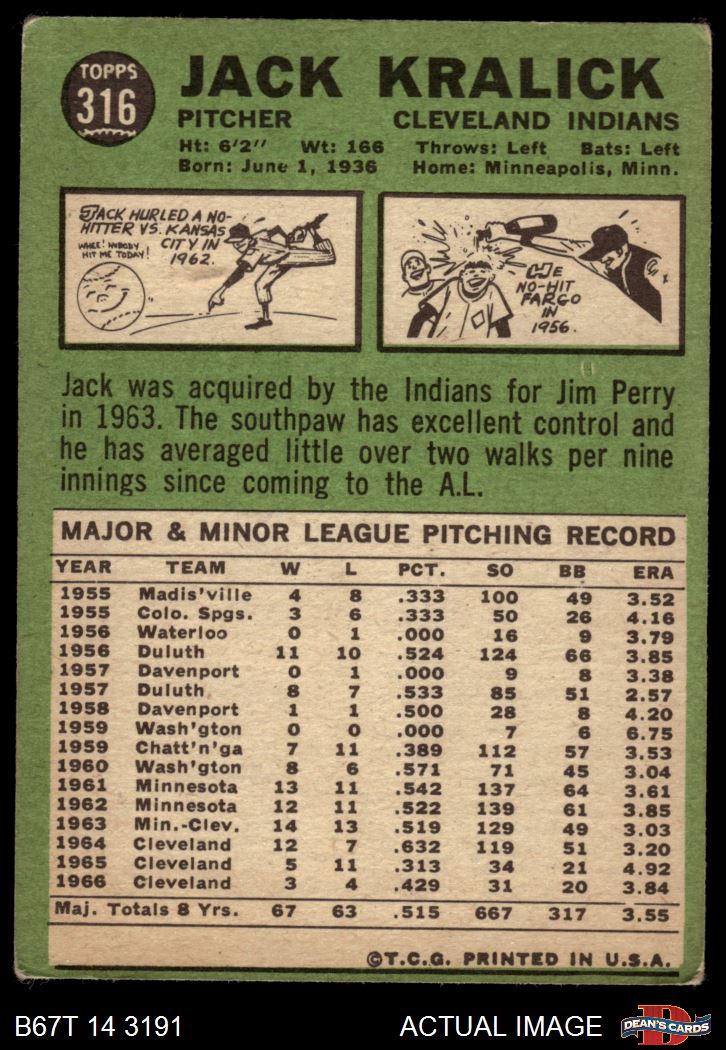 TOPPS
316
JACK KRALICK
PITCHER CLEVELAND INDIANS
Ht: 6'2" Wt: 166 Throws: Left Bats: Left
Born: June 1, 1936 Home: Minneapolis, Minn.
JACK HURLED A NO-
HITTER VS. KANSAS
CITY IN
1962.
WHEE! NOBODY
HIT ME TODAY!
HE
NO-HIT
FARGO
IN
1956.
Jack was acquired by the Indians for Jim Perry
in 1963. The southpaw has excellent control and
he has averaged little over two walks per nine
innings since coming to the A.L.
MAJOR & MINOR LEAGUE PITCHING RECORD
YEAR TEAM W L PCT. SO BB ERA
1955 Madis'ville 4 8 .333 100 49 3.52
1955 Colo. Spgs. 3 6 .333 50 26 4.16
1956 Waterloo 0 1 .000 16 9 3.79
1956 Duluth 11 10 .524 124 66 3.85
1957 Davenport 0 1 .000 9 8 3.38
1957 Duluth 8 7 .533 85 51 2.57
1958 Davenport 1 1 .500 28 8 4.20
1959 Wash'gton 0 0 .000 7 6 6.75
1959 Chatt'n'ga 7 11 .389 112 57 3.53
1960 Wash'gton 8 6 .571 71 45 3.04
1961 Minnesota 13 11 .542 137 64 3.61
1962 Minnesota 12 11 .522 139 61 3.85
1963 Min.-Clev. 14 13 .519 129 49 3.03
1964 Cleveland 12 7 .632 119 51 3.20
1965 Cleveland 5 11 .313 34 21 4.92
1966 Cleveland 3 4 .429 31 20 3.84
Maj. Totals 8 Yrs. 67 63 .515 667 317 3.55
©T.C.G. PRINTED IN U.S.A.
B67T 14 3191 ACTUAL IMAGE
D
DEAN'S CARDS